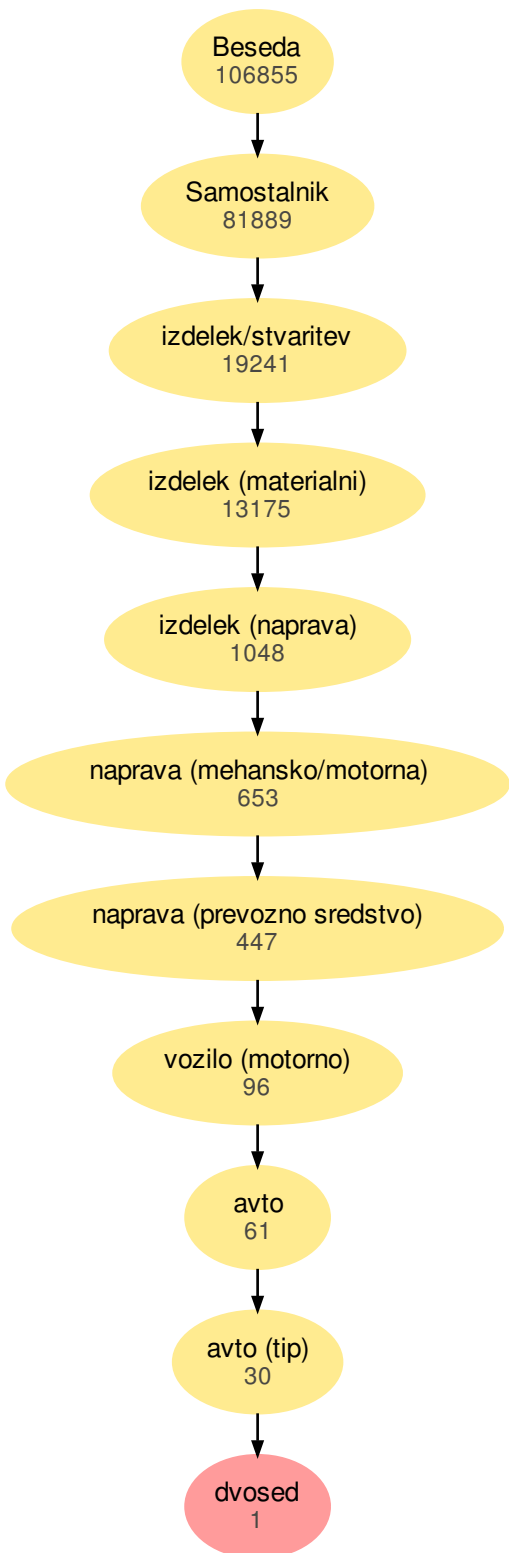 Beseda
106855
Samostalnik
81889
izdelek/stvaritev
19241
izdelek (materialni)
13175
izdelek (naprava)
1048
naprava (mehansko/motorna)
653
naprava (prevozno sredstvo)
447
vozilo (motorno)
96
avto
61
avto (tip)
30
dvosed
1